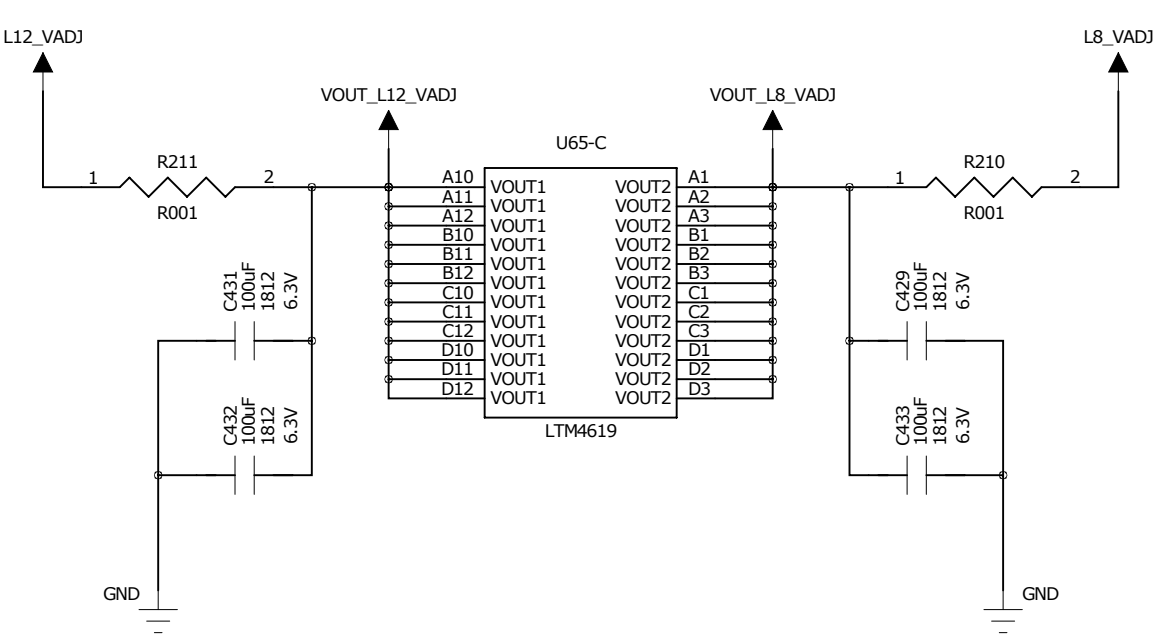 L12_VADJ
L8_VADJ
VOUT_L12_VADJ
VOUT_L8_VADJ
U65-C
R211
R210
1
2
1
2
R001
R001
A10 VOUT1 VOUT2 A1
A11 VOUT1 VOUT2 A2
A12 VOUT1 VOUT2 A3
B10 VOUT1 VOUT2 B1
B11 VOUT1 VOUT2 B2
B12 VOUT1 VOUT2 B3
C10 VOUT1 VOUT2 C1
C11 VOUT1 VOUT2 C2
C12 VOUT1 VOUT2 C3
D10 VOUT1 VOUT2 D1
D11 VOUT1 VOUT2 D2
D12 VOUT1 VOUT2 D3
LTM4619
C431
100uF
1812
6.3V
C429
100uF
1812
6.3V
C432
100uF
1812
6.3V
C433
100uF
1812
6.3V
GND
GND